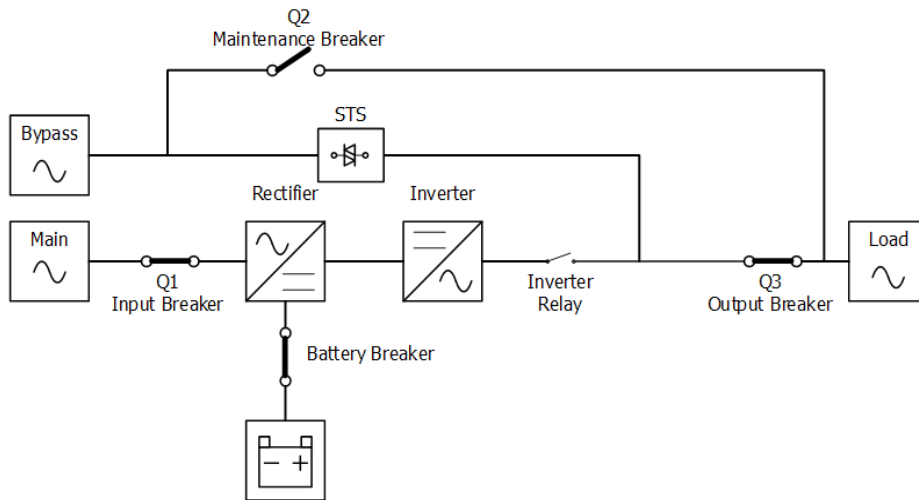 Q2
Maintenance Breaker
STS
Bypass
Rectifier
Inverter
Main
Load
Q1
Input Breaker
Inverter
Relay
Q3
Output Breaker
Battery Breaker
− +